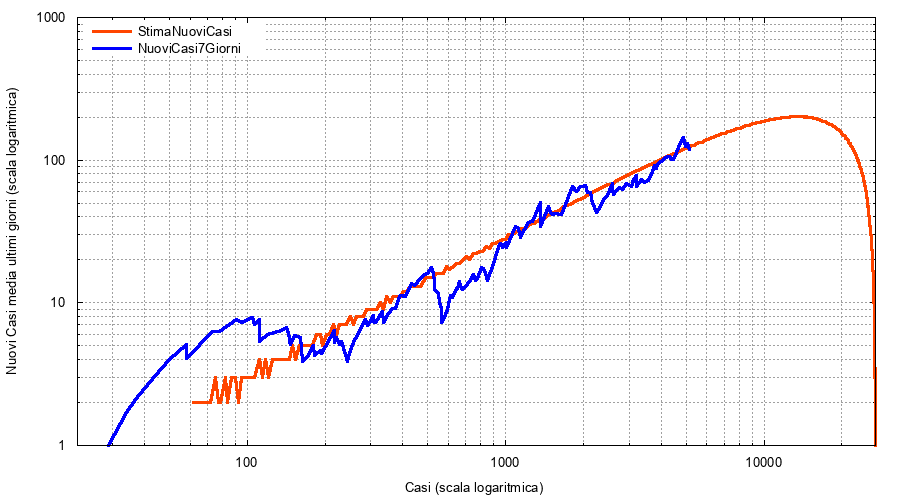 1000
StimaNuoviCasi
NuoviCasi7Giorni
100
10
1
Nuovi Casi media ultimi giorni (scala logaritmica)
100
1000
10000
Casi (scala logaritmica)